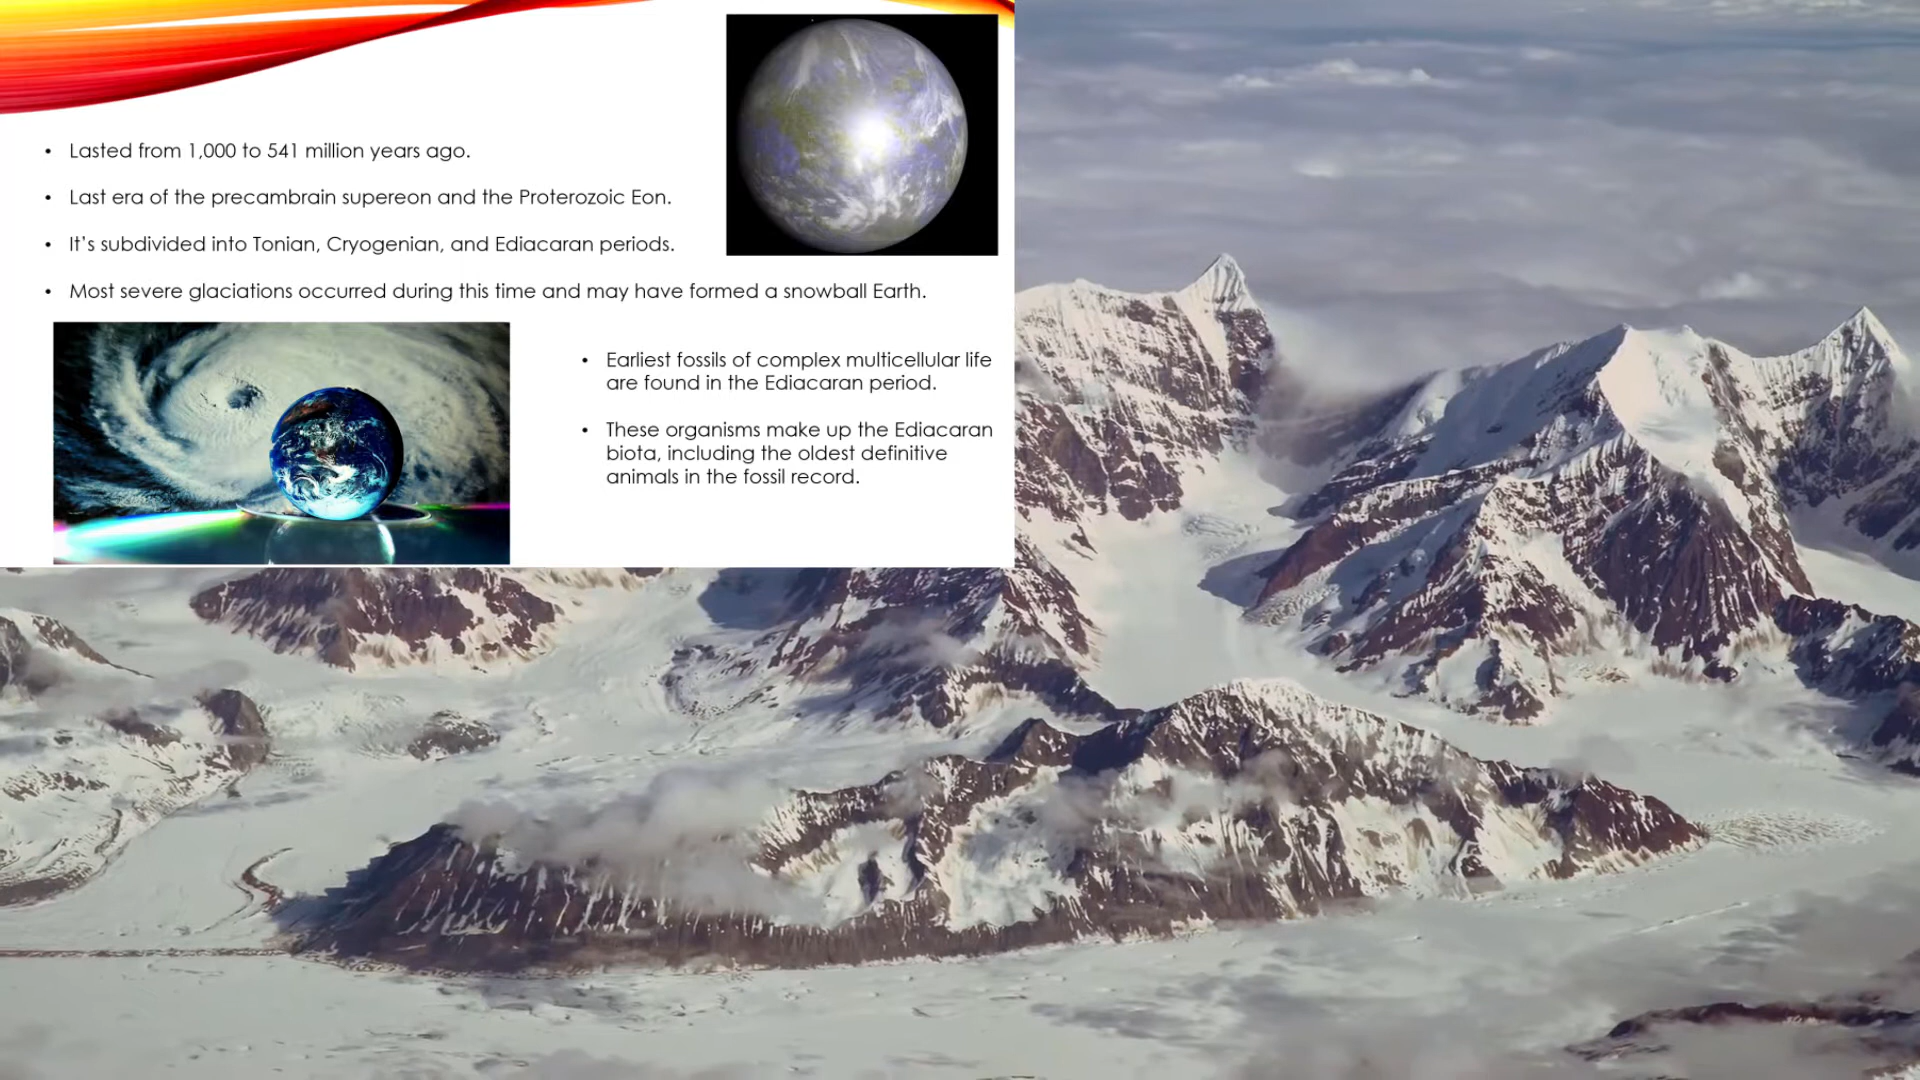 • Lasted from 1,000 to 541 million years ago.
• Last era of the precambrain supereon and the Proterozoic Eon.
• It's subdivided into Tonian, Cryogenian, and Ediacaran periods.
• Most severe glaciations occurred during this time and may have formed a snowball Earth.
• Earliest fossils of complex multicellular life
are found in the Ediacaran period.
• These organisms make up the Ediacaran
biota, including the oldest definitive
animals in the fossil record.